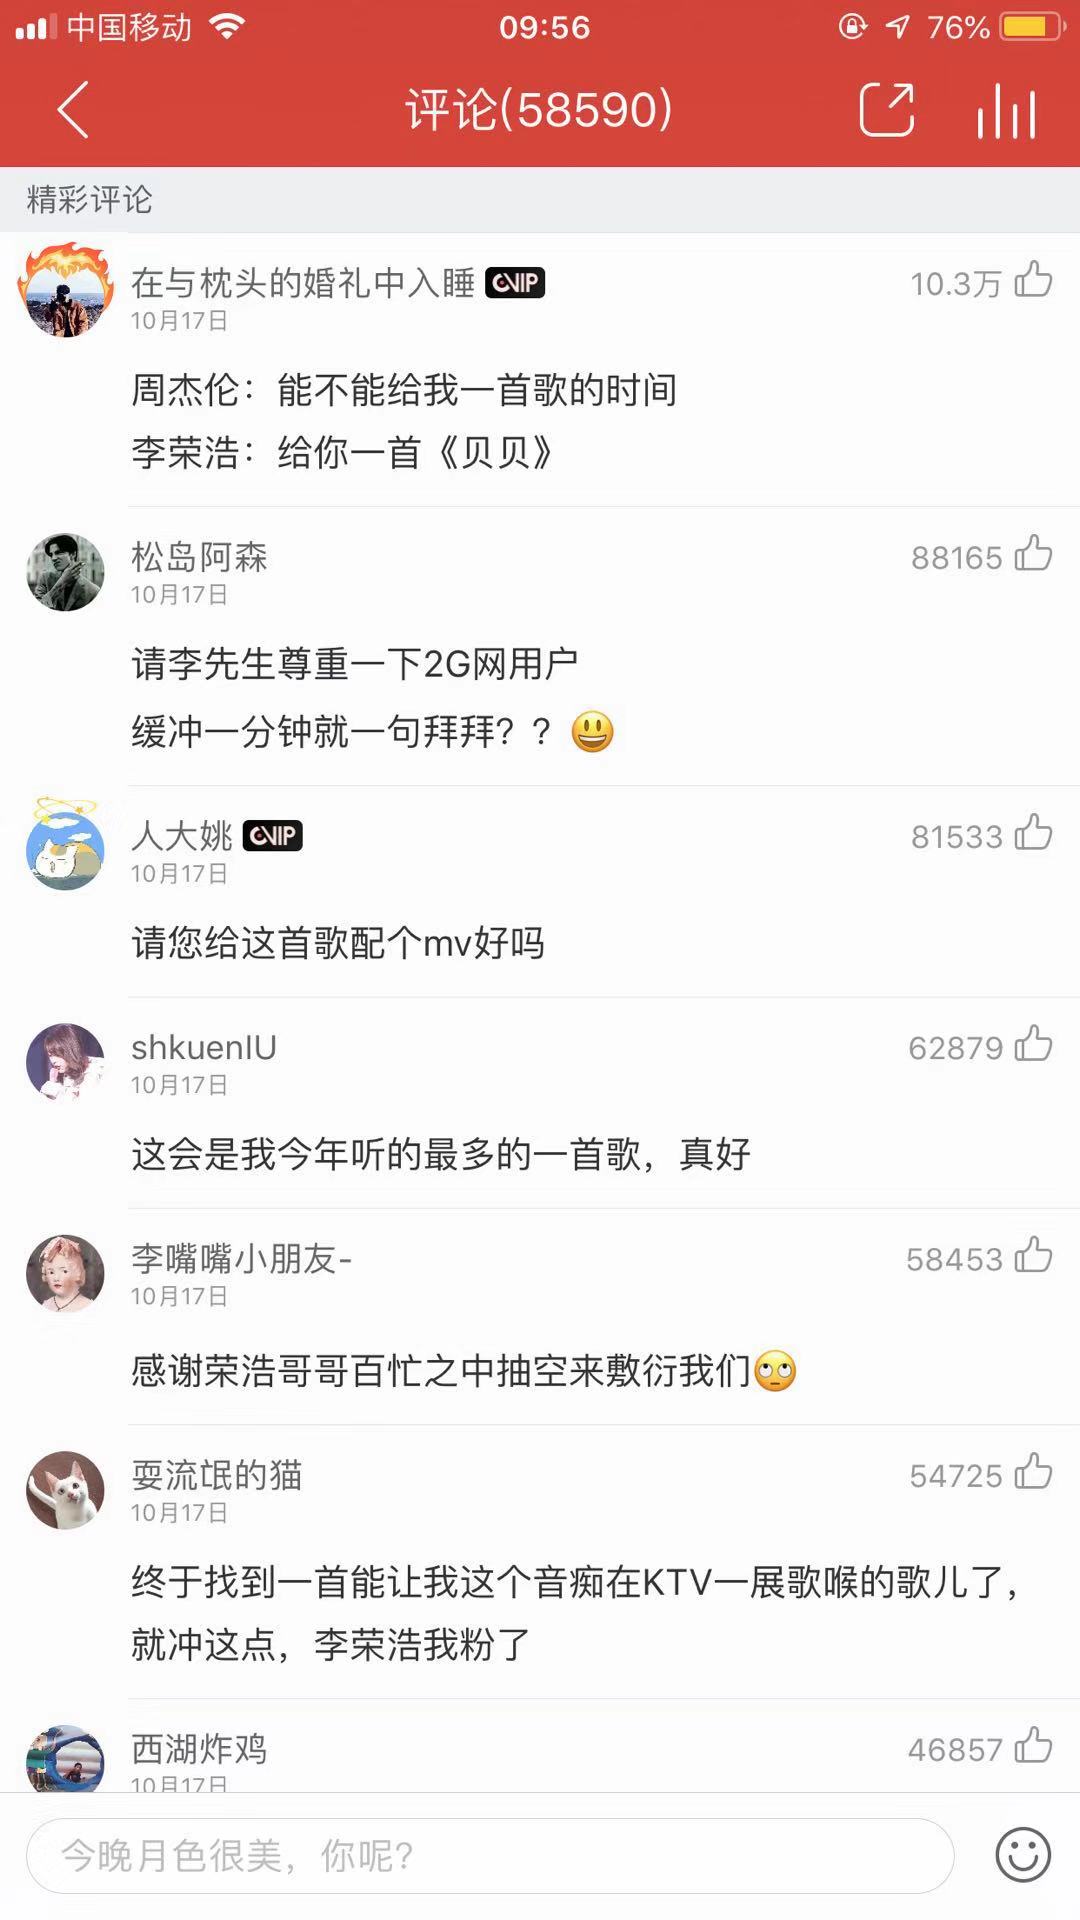 中国移动
09:56
76%
评论(58590)
精彩评论
在与枕头的婚礼中入睡 CVIP
10.3万
10月17日
周杰伦：能不能给我一首歌的时间
李荣浩：给你一首《贝贝》
松岛阿森
88165
10月17日
请李先生尊重一下2G网用户
缓冲一分钟就一句拜拜？？😃
人大姚 CVIP
81533
10月17日
请您给这首歌配个mv好吗
shkuenIU
62879
10月17日
这会是我今年听的最多的一首歌，真好
李嘴嘴小朋友-
58453
10月17日
感谢荣浩哥哥百忙之中抽空来敷衍我们🙄
耍流氓的猫
54725
10月17日
终于找到一首能让我这个音痴在KTV一展歌喉的歌儿了，
就冲这点，李荣浩我粉了
西湖炸鸡
46857
10月17日
今晚月色很美，你呢?